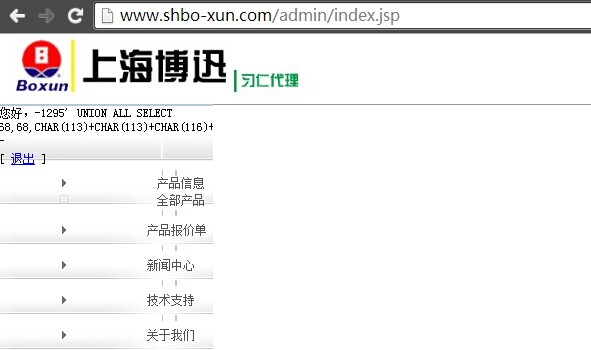 www.shbo-xun.com/admin/index.jsp
Boxun
上海博迅
习仁代理
您好，-1295' UNION ALL SELECT
68,68,CHAR(113)+CHAR(113)+CHAR(116)+
-
[ 退出 ]
产品信息
全部产品
产品报价单
新闻中心
技术支持
关于我们